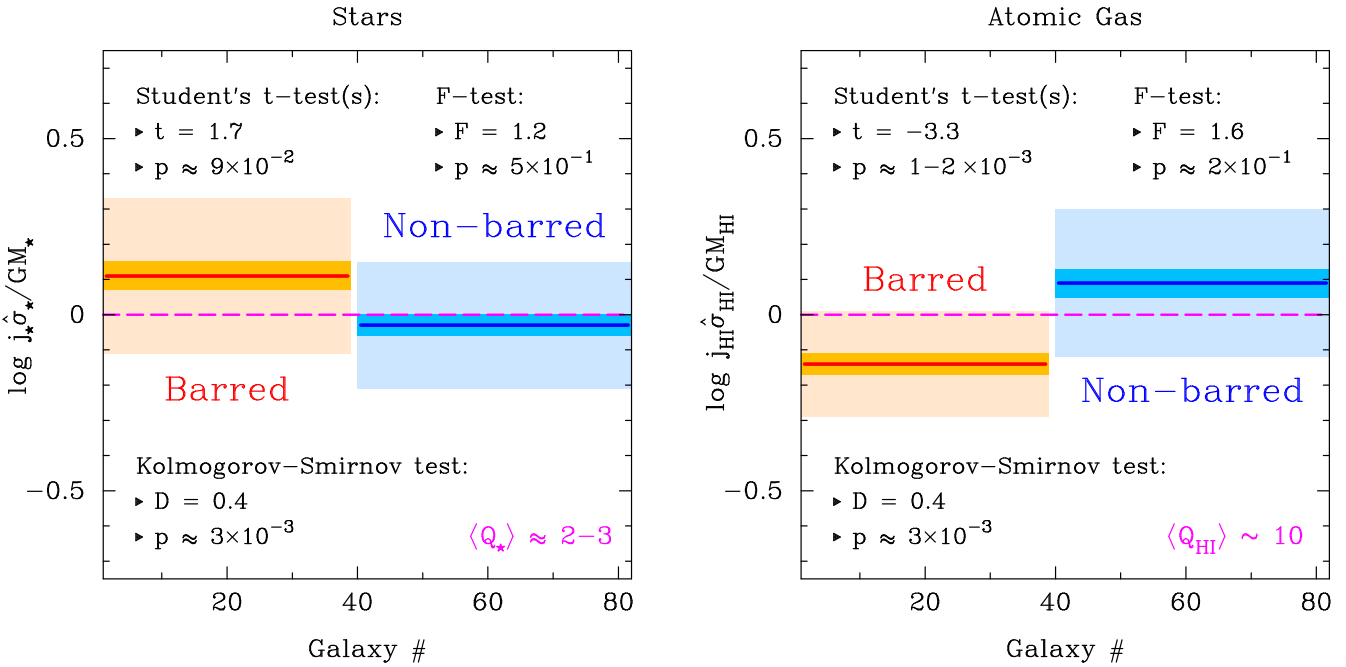 Stars
Student's t−test(s):
▸ t = 1.7
▸ p ≈ 9×10⁻²
F−test:
▸ F = 1.2
▸ p ≈ 5×10⁻¹
0.5
0
−0.5
log j⋆σ̂⋆/GM⋆
Non−barred
Barred
Kolmogorov−Smirnov test:
▸ D = 0.4
▸ p ≈ 3×10⁻³
⟨Q⋆⟩ ≈ 2−3
20 40 60 80
Galaxy #
Atomic Gas
Student's t−test(s):
▸ t = −3.3
▸ p ≈ 1−2 ×10⁻³
F−test:
▸ F = 1.6
▸ p ≈ 2×10⁻¹
0.5
0
−0.5
log j_HI σ̂_HI/GM_HI
Barred
Non−barred
Kolmogorov−Smirnov test:
▸ D = 0.4
▸ p ≈ 3×10⁻³
⟨Q_HI⟩ ~ 10
20 40 60 80
Galaxy #